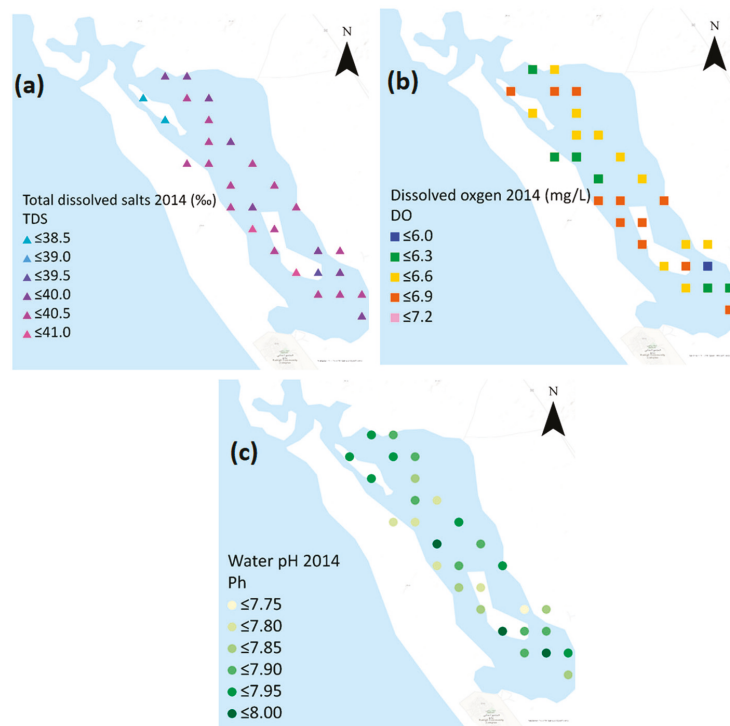 (a)
N
Total dissolved salts 2014 (‰)
TDS
≤38.5
≤39.0
≤39.5
≤40.0
≤40.5
≤41.0
(b)
N
Dissolved oxgen 2014 (mg/L)
DO
≤6.0
≤6.3
≤6.6
≤6.9
≤7.2
(c)
N
Water pH 2014
Ph
≤7.75
≤7.80
≤7.85
≤7.90
≤7.95
≤8.00